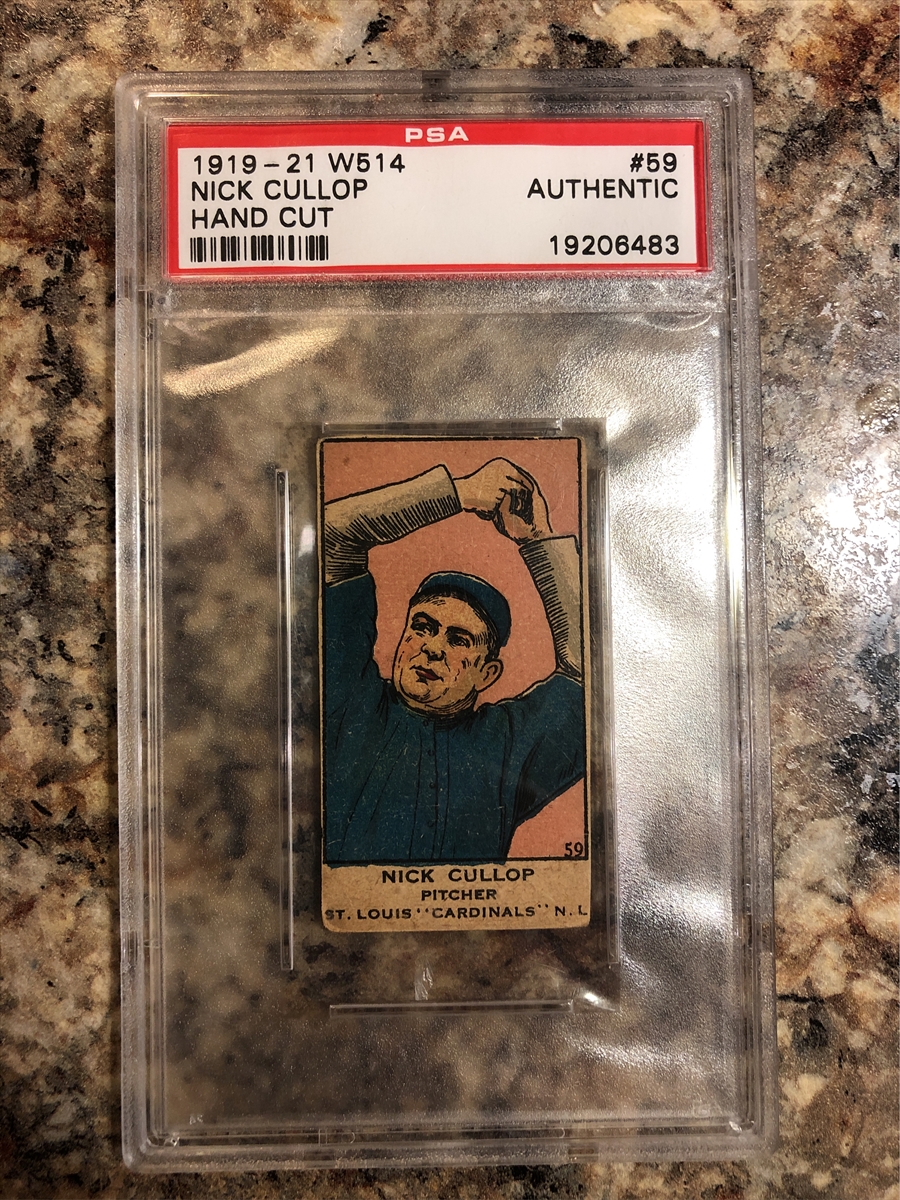 PSA
1919-21 W514 #59
NICK CULLOP AUTHENTIC
HAND CUT
19206483
59
NICK CULLOP
PITCHER
ST. LOUIS "CARDINALS" N. L